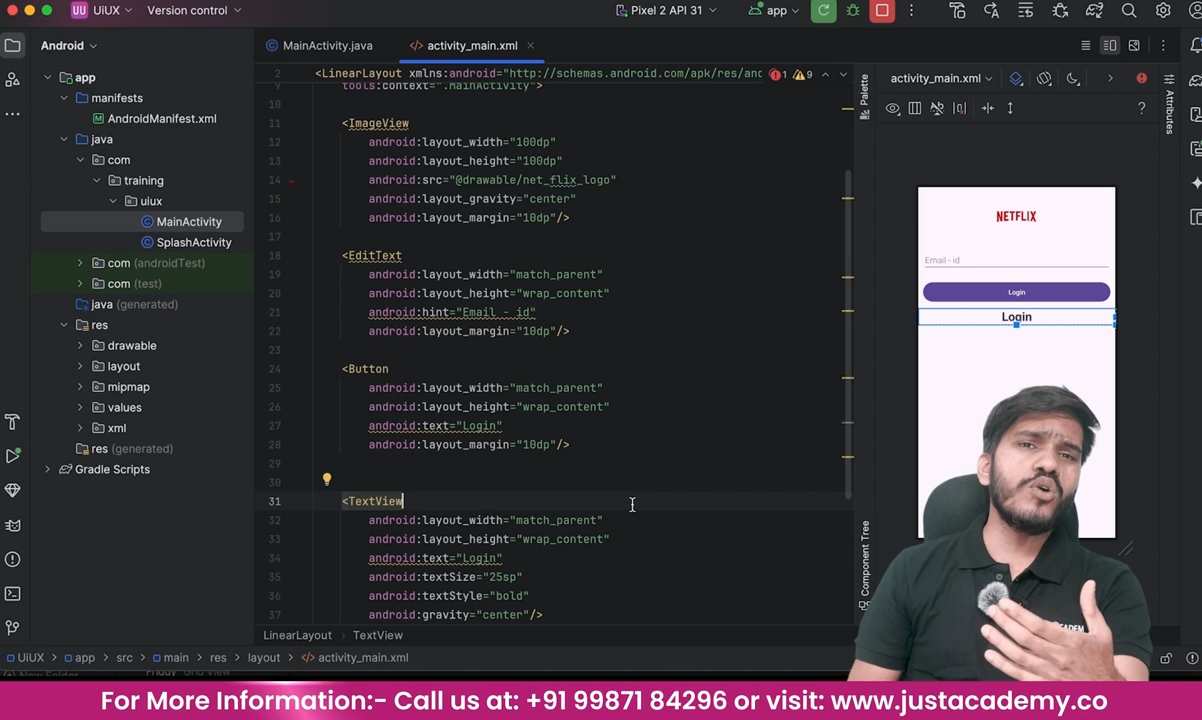 UU UiUX Version control Pixel 2 API 31 app
Android
MainActivity.java
activity_main.xml
app
manifests
AndroidManifest.xml
java
com
training
uiux
MainActivity
SplashActivity
com (androidTest)
com (test)
java (generated)
res
drawable
layout
mipmap
values
xml
res (generated)
Gradle Scripts
2 <LinearLayout xmlns:android="http://schemas.android.com/apk/res/and 1 9
9 tools:context=".MainActivity">
10
11 <ImageView
12 android:layout_width="100dp"
13 android:layout_height="100dp"
14 android:src="@drawable/net_flix_logo"
15 android:layout_gravity="center"
16 android:layout_margin="10dp"/>
17
18 <EditText
19 android:layout_width="match_parent"
20 android:layout_height="wrap_content"
21 android:hint="Email - id"
22 android:layout_margin="10dp"/>
23
24 <Button
25 android:layout_width="match_parent"
26 android:layout_height="wrap_content"
27 android:text="Login"
28 android:layout_margin="10dp"/>
29
30
31 <TextView
32 android:layout_width="match_parent"
33 android:layout_height="wrap_content"
34 android:text="Login"
35 android:textSize="25sp"
36 android:textStyle="bold"
37 android:gravity="center"/>
LinearLayout TextView
Palette
Component Tree
activity_main.xml
Attributes
NETFLIX
Email - id
Login
Login
UiUX app src main res layout activity_main.xml
For More Information:- Call us at: +91 99871 84296 or visit: www.justacademy.co